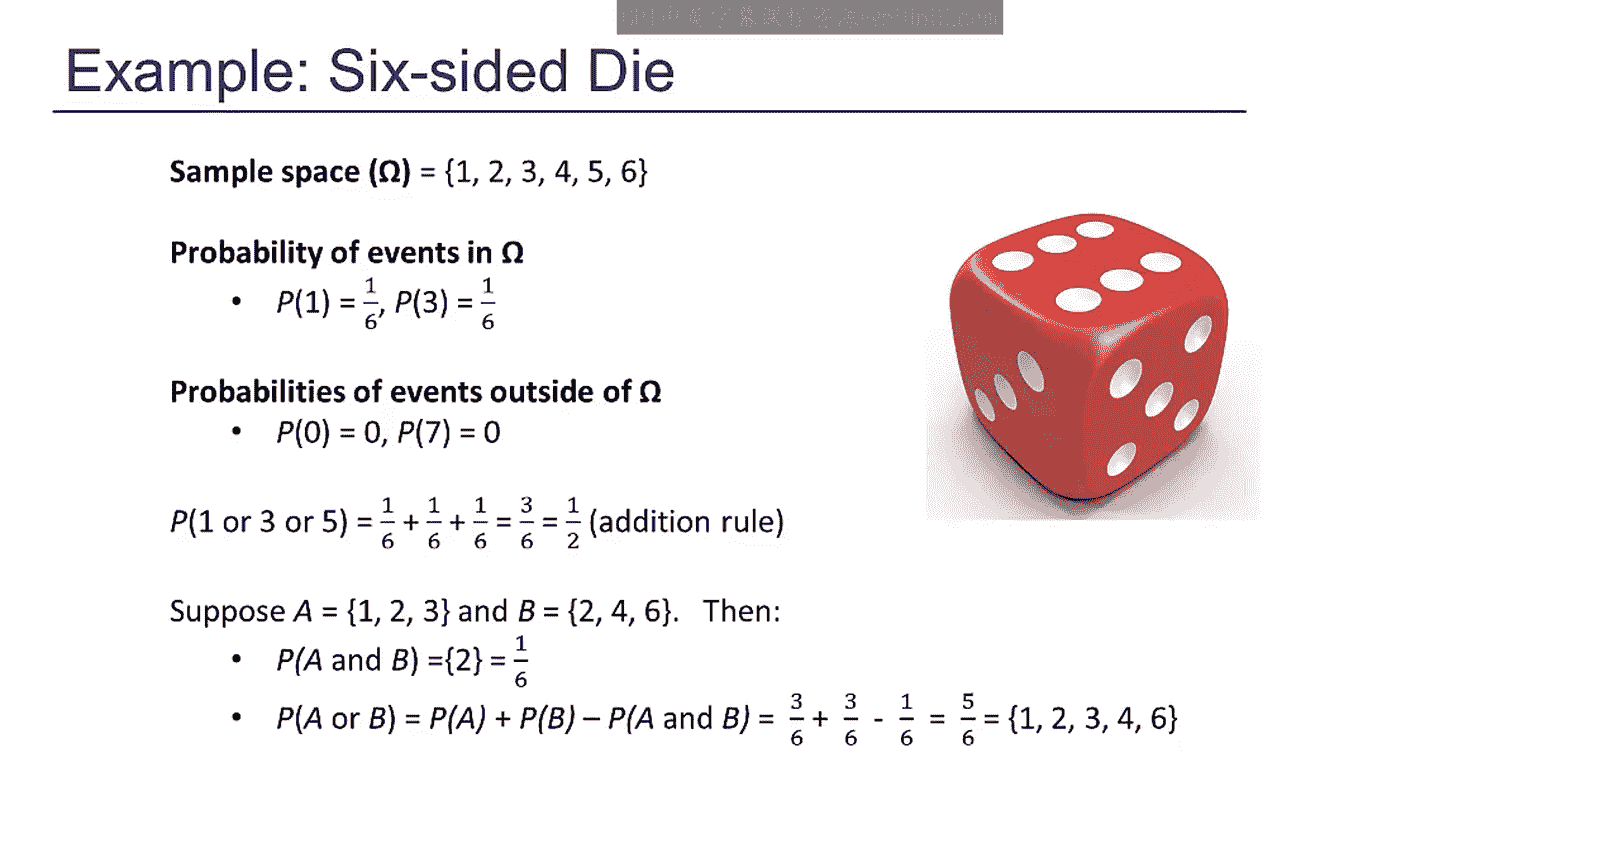 Example: Six-sided Die
Sample space (Ω) = {1, 2, 3, 4, 5, 6}
Probability of events in Ω
• P(1) = 1/6, P(3) = 1/6
Probabilities of events outside of Ω
• P(0) = 0, P(7) = 0
P(1 or 3 or 5) = 1/6 + 1/6 + 1/6 = 3/6 = 1/2 (addition rule)
Suppose A = {1, 2, 3} and B = {2, 4, 6}. Then:
• P(A and B) ={2} = 1/6
• P(A or B) = P(A) + P(B) – P(A and B) = 3/6 + 3/6 - 1/6 = 5/6 = {1, 2, 3, 4, 6}